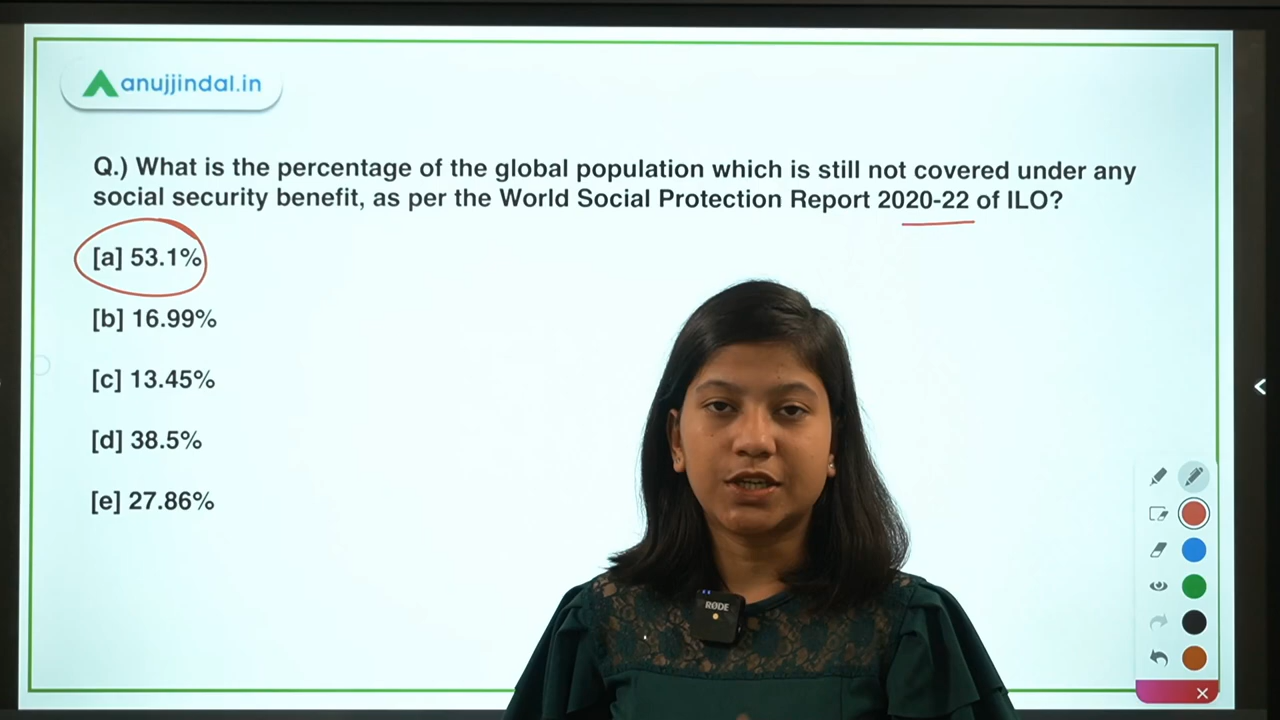 anujjindal.in
Q.) What is the percentage of the global population which is still not covered under any
social security benefit, as per the World Social Protection Report 2020-22 of ILO?
[a] 53.1%
[b] 16.99%
[c] 13.45%
[d] 38.5%
[e] 27.86%
RØDE